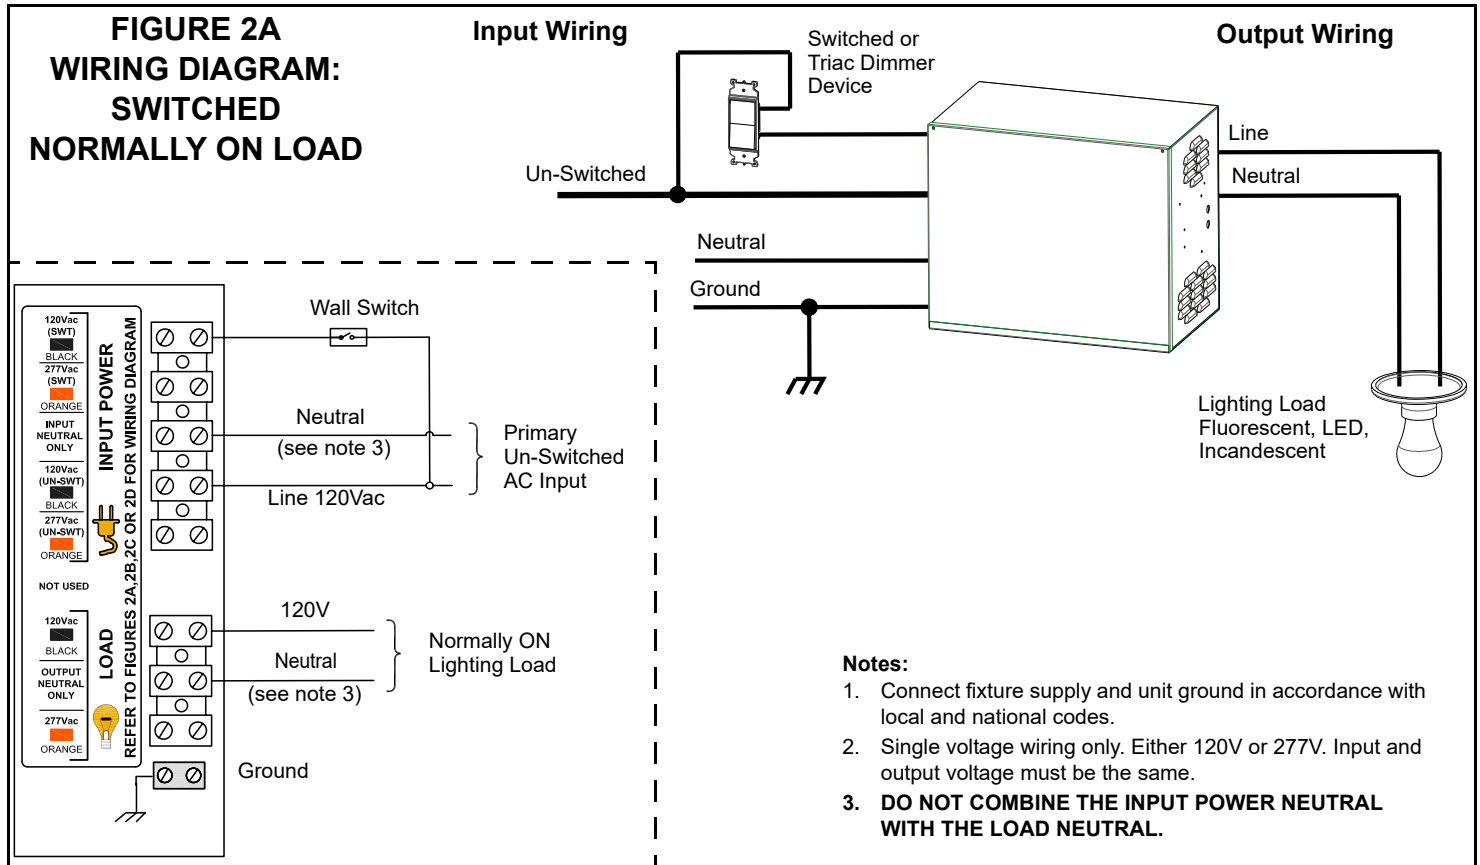 FIGURE 2A
WIRING DIAGRAM:
SWITCHED
NORMALLY ON LOAD
Input Wiring
Switched or
Triac Dimmer
Device
Output Wiring
Un-Switched
Neutral
Ground
Line
Neutral
Lighting Load
Fluorescent, LED,
Incandescent
120Vac
(SWT)
BLACK
277Vac
(SWT)
ORANGE
INPUT
NEUTRAL
ONLY
120Vac
(UN-SWT)
BLACK
277Vac
(UN-SWT)
ORANGE
NOT USED
120Vac
BLACK
OUTPUT
NEUTRAL
ONLY
277Vac
ORANGE
INPUT POWER
LOAD
REFER TO FIGURES 2A,2B,2C OR 2D FOR WIRING DIAGRAM
Wall Switch
Neutral
(see note 3)
Line 120Vac
Primary
Un-Switched
AC Input
120V
Neutral
(see note 3)
Normally ON
Lighting Load
Ground
Notes:
1. Connect fixture supply and unit ground in accordance with
local and national codes.
2. Single voltage wiring only. Either 120V or 277V. Input and
output voltage must be the same.
3. DO NOT COMBINE THE INPUT POWER NEUTRAL
WITH THE LOAD NEUTRAL.